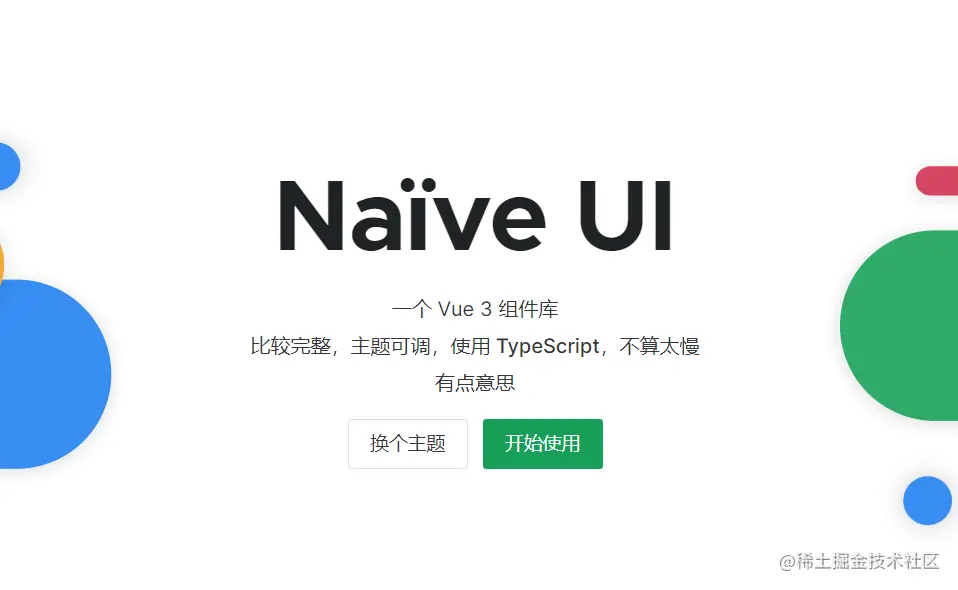 Naïve UI
一个 Vue 3 组件库
比较完整，主题可调，使用 TypeScript，不算太慢
有点意思
换个主题 开始使用
@稀土掘金技术社区